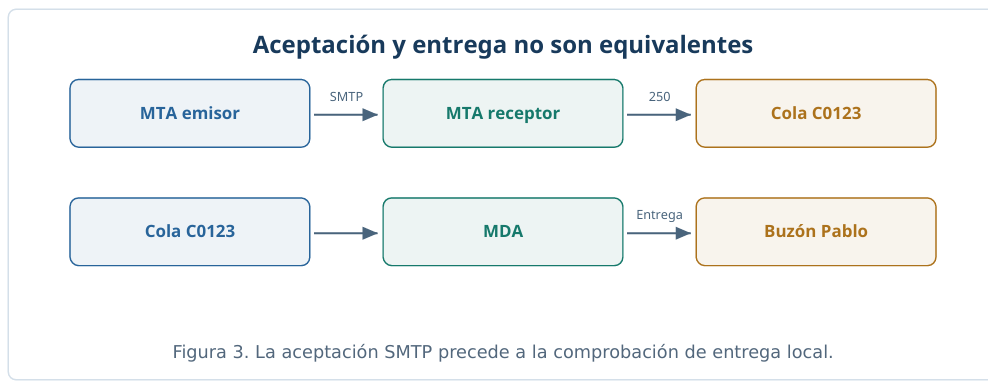 Aceptación y entrega no son equivalentes
MTA emisor
SMTP
MTA receptor
250
Cola C0123
Cola C0123
MDA
Entrega
Buzón Pablo
Figura 3. La aceptación SMTP precede a la comprobación de entrega local.